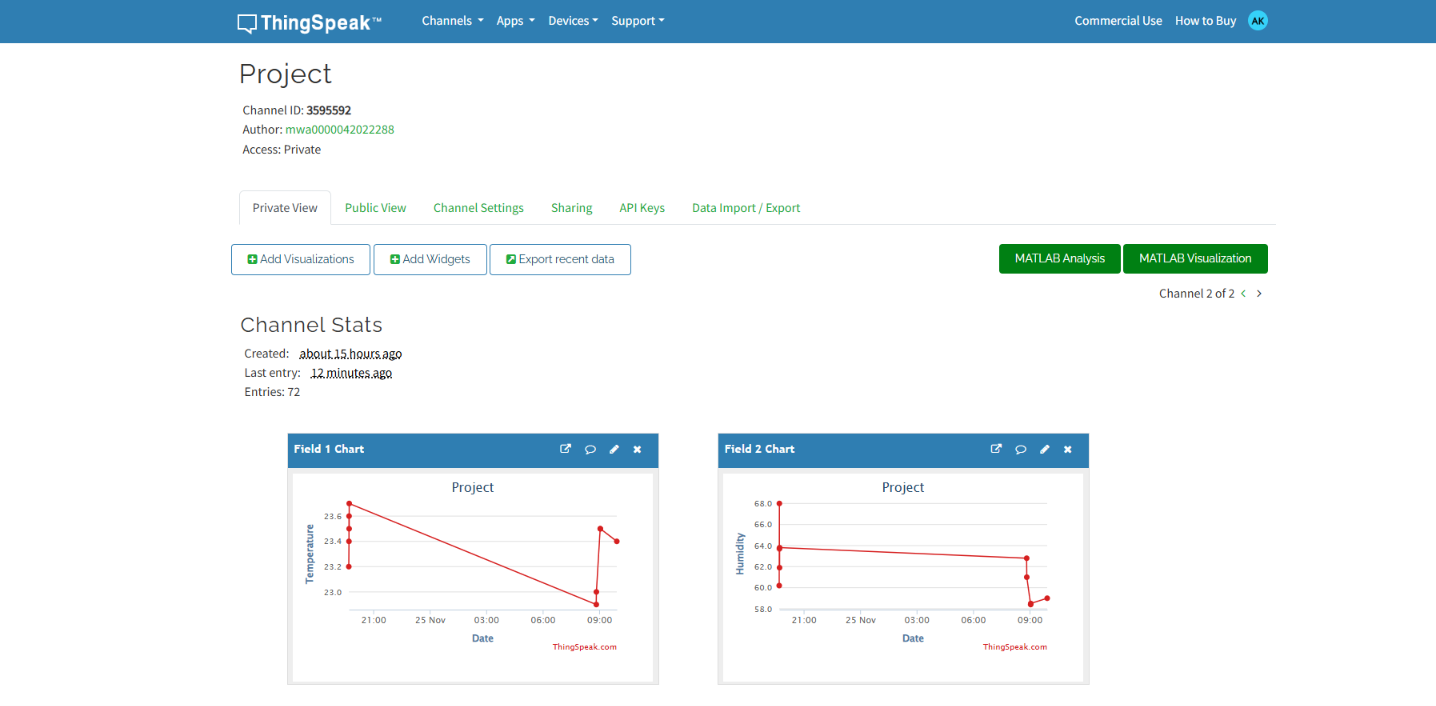 ThingSpeak™ Channels Apps Devices Support Commercial Use How to Buy AK
Project
Channel ID: 3595592
Author: mwa0000042022288
Access: Private
Private View Public View Channel Settings Sharing API Keys Data Import / Export
Add Visualizations Add Widgets Export recent data MATLAB Analysis MATLAB Visualization
Channel 2 of 2 < >
Channel Stats
Created: about 15 hours ago
Last entry: 12 minutes ago
Entries: 72
Field 1 Chart
Project
Temperature
23.6
23.4
23.2
23.0
21:00 25 Nov 03:00 06:00 09:00
Date
ThingSpeak.com
Field 2 Chart
Project
Humidity
68.0
66.0
64.0
62.0
60.0
58.0
21:00 25 Nov 03:00 06:00 09:00
Date
ThingSpeak.com